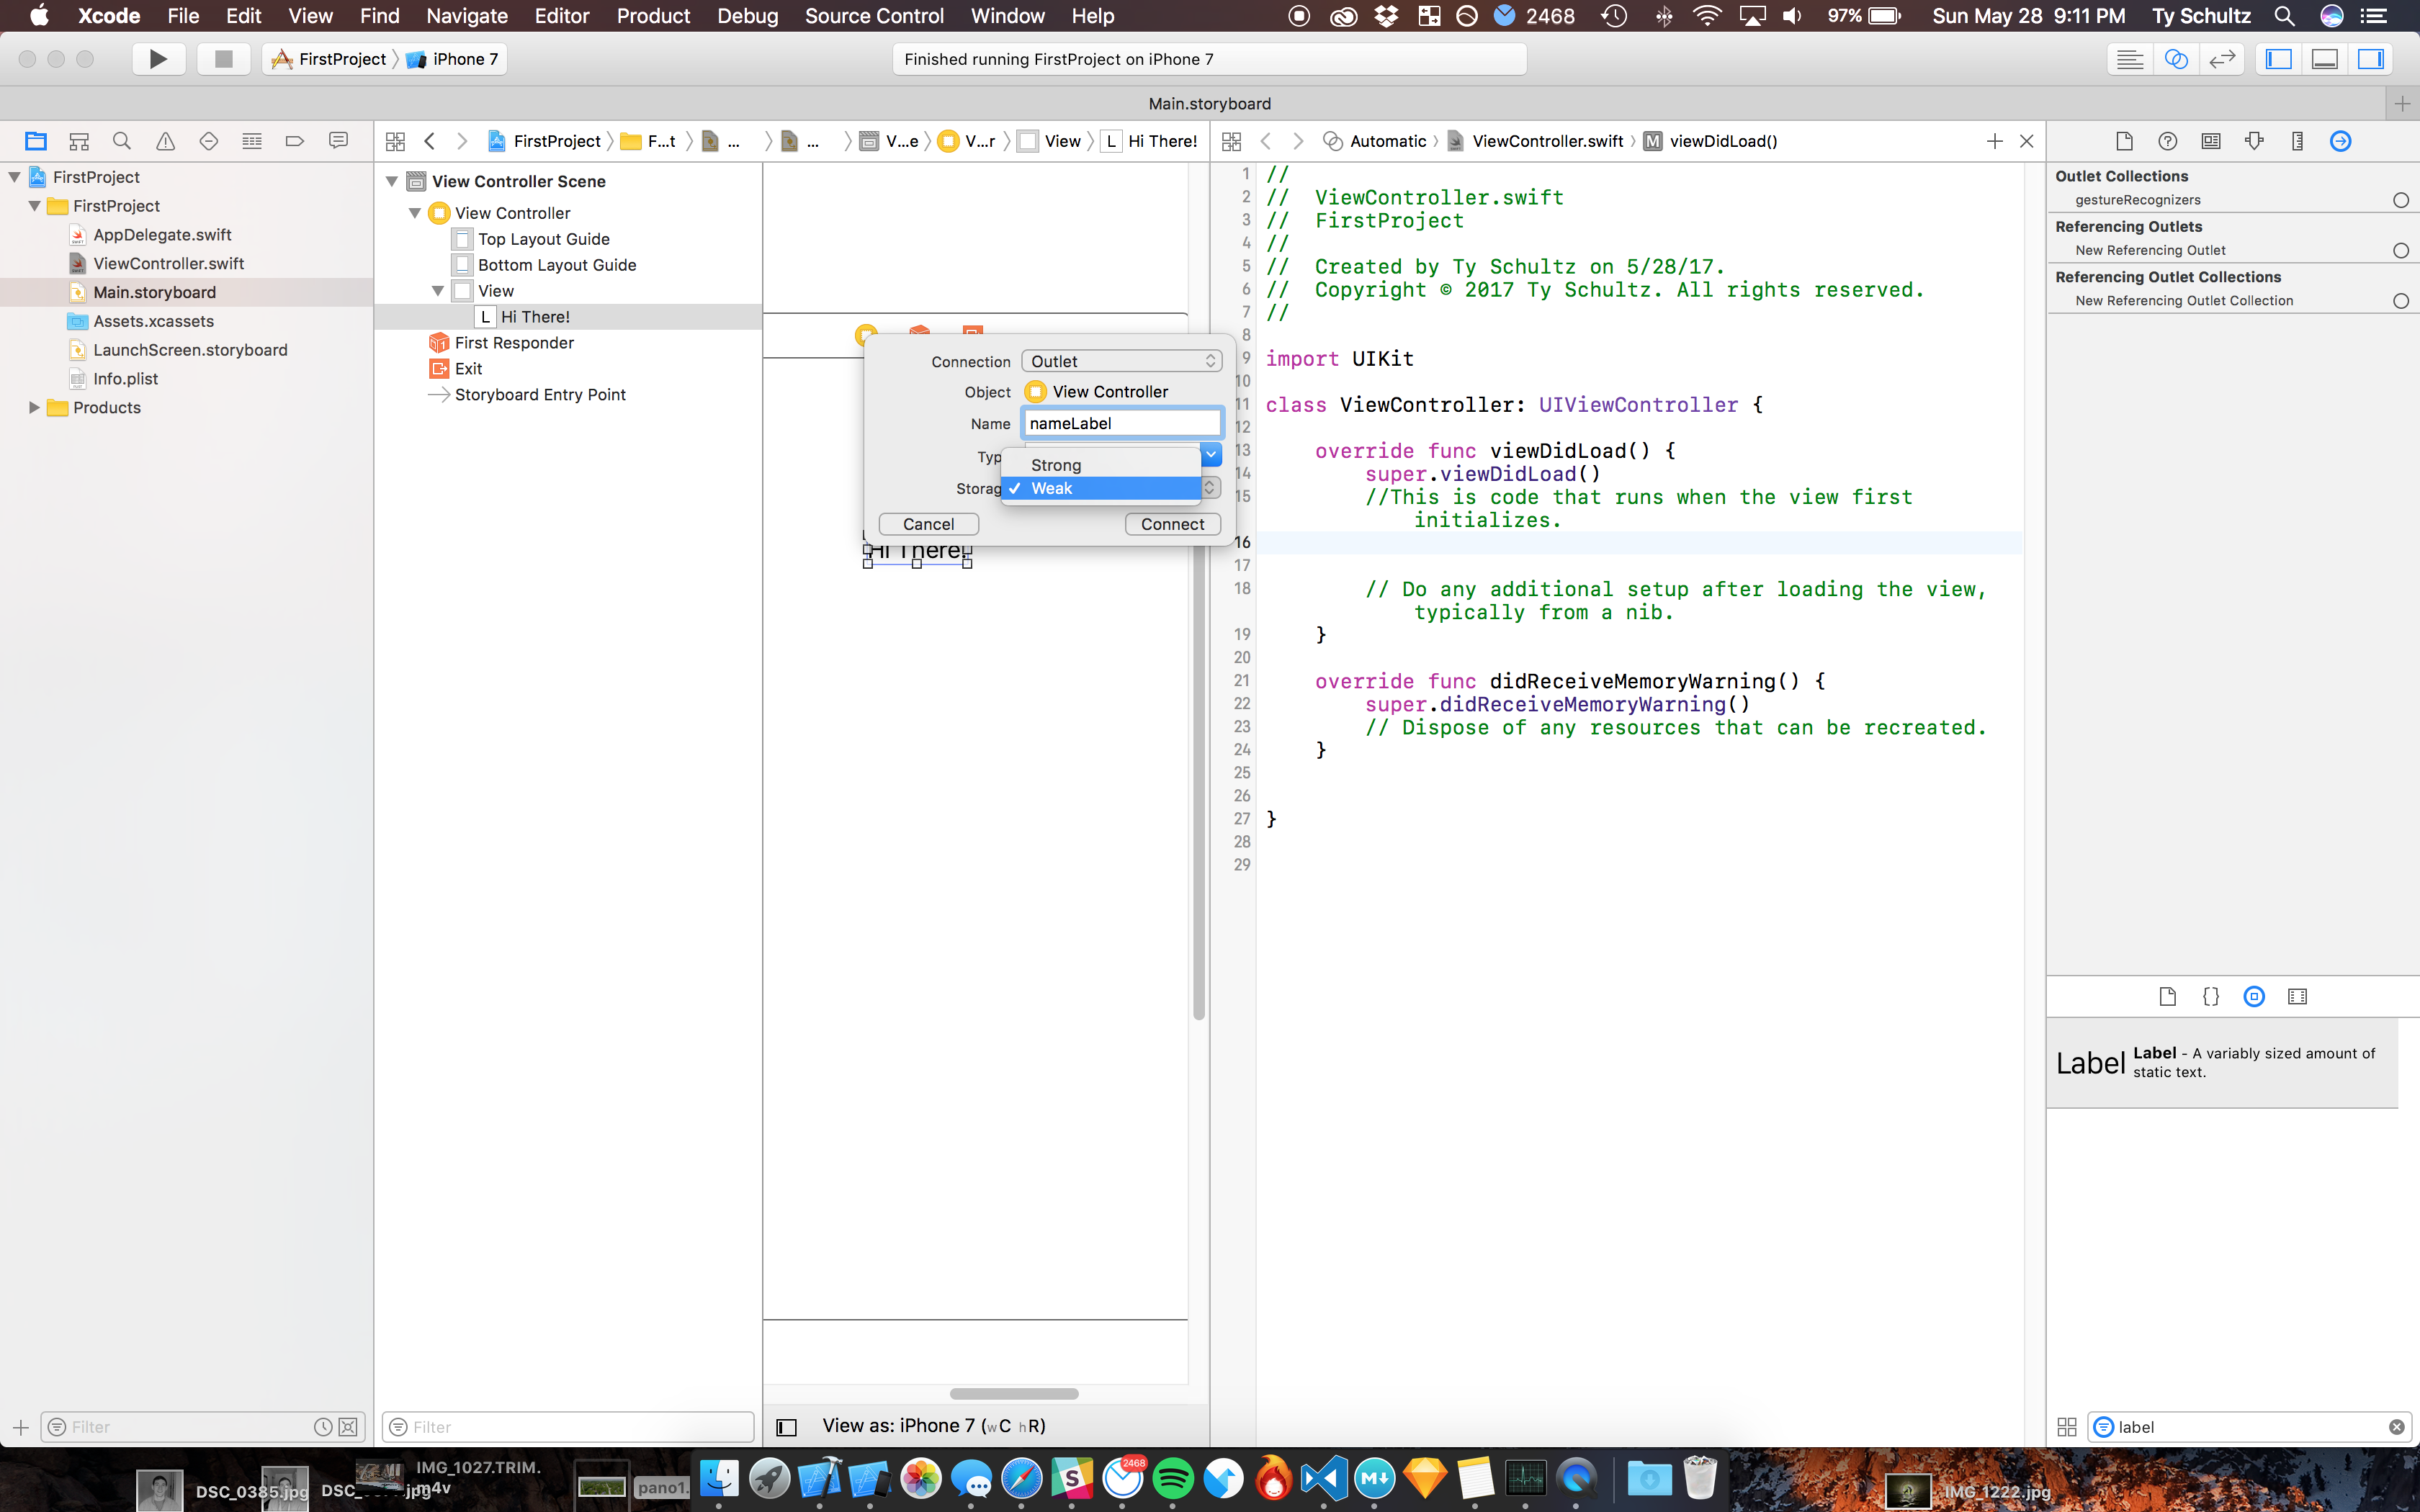 Xcode File Edit View Find Navigate Editor Product Debug Source Control Window Help 2468 97% Sun May 28 9:11 PM Ty Schultz
FirstProject iPhone 7
Finished running FirstProject on iPhone 7
Main.storyboard
FirstProject F...t ... ... V...e V...r View L Hi There!
Automatic ViewController.swift M viewDidLoad()
FirstProject
FirstProject
AppDelegate.swift
ViewController.swift
Main.storyboard
Assets.xcassets
LaunchScreen.storyboard
Info.plist
Products
View Controller Scene
View Controller
Top Layout Guide
Bottom Layout Guide
View
L Hi There!
First Responder
Exit
Storyboard Entry Point
Connection Outlet
Object View Controller
Name nameLabel
Typ
Strong
Storag ✓ Weak
Cancel Connect
Hi There!
1 //
2 // ViewController.swift
3 // FirstProject
4 //
5 // Created by Ty Schultz on 5/28/17.
6 // Copyright © 2017 Ty Schultz. All rights reserved.
7 //
8
9 import UIKit
10
11 class ViewController: UIViewController {
12
13 override func viewDidLoad() {
14 super.viewDidLoad()
15 //This is code that runs when the view first
initializes.
16
17
18 // Do any additional setup after loading the view,
typically from a nib.
19 }
20
21 override func didReceiveMemoryWarning() {
22 super.didReceiveMemoryWarning()
23 // Dispose of any resources that can be recreated.
24 }
25
26
27 }
28
29
Outlet Collections
gestureRecognizers
Referencing Outlets
New Referencing Outlet
Referencing Outlet Collections
New Referencing Outlet Collection
Label Label - A variably sized amount of
static text.
Filter
Filter
View as: iPhone 7 (wC hR)
label
DSC_0385.jpg
IMG_1027.TRIM.
m4v
pano1.
2468
IMG_1222.jpg